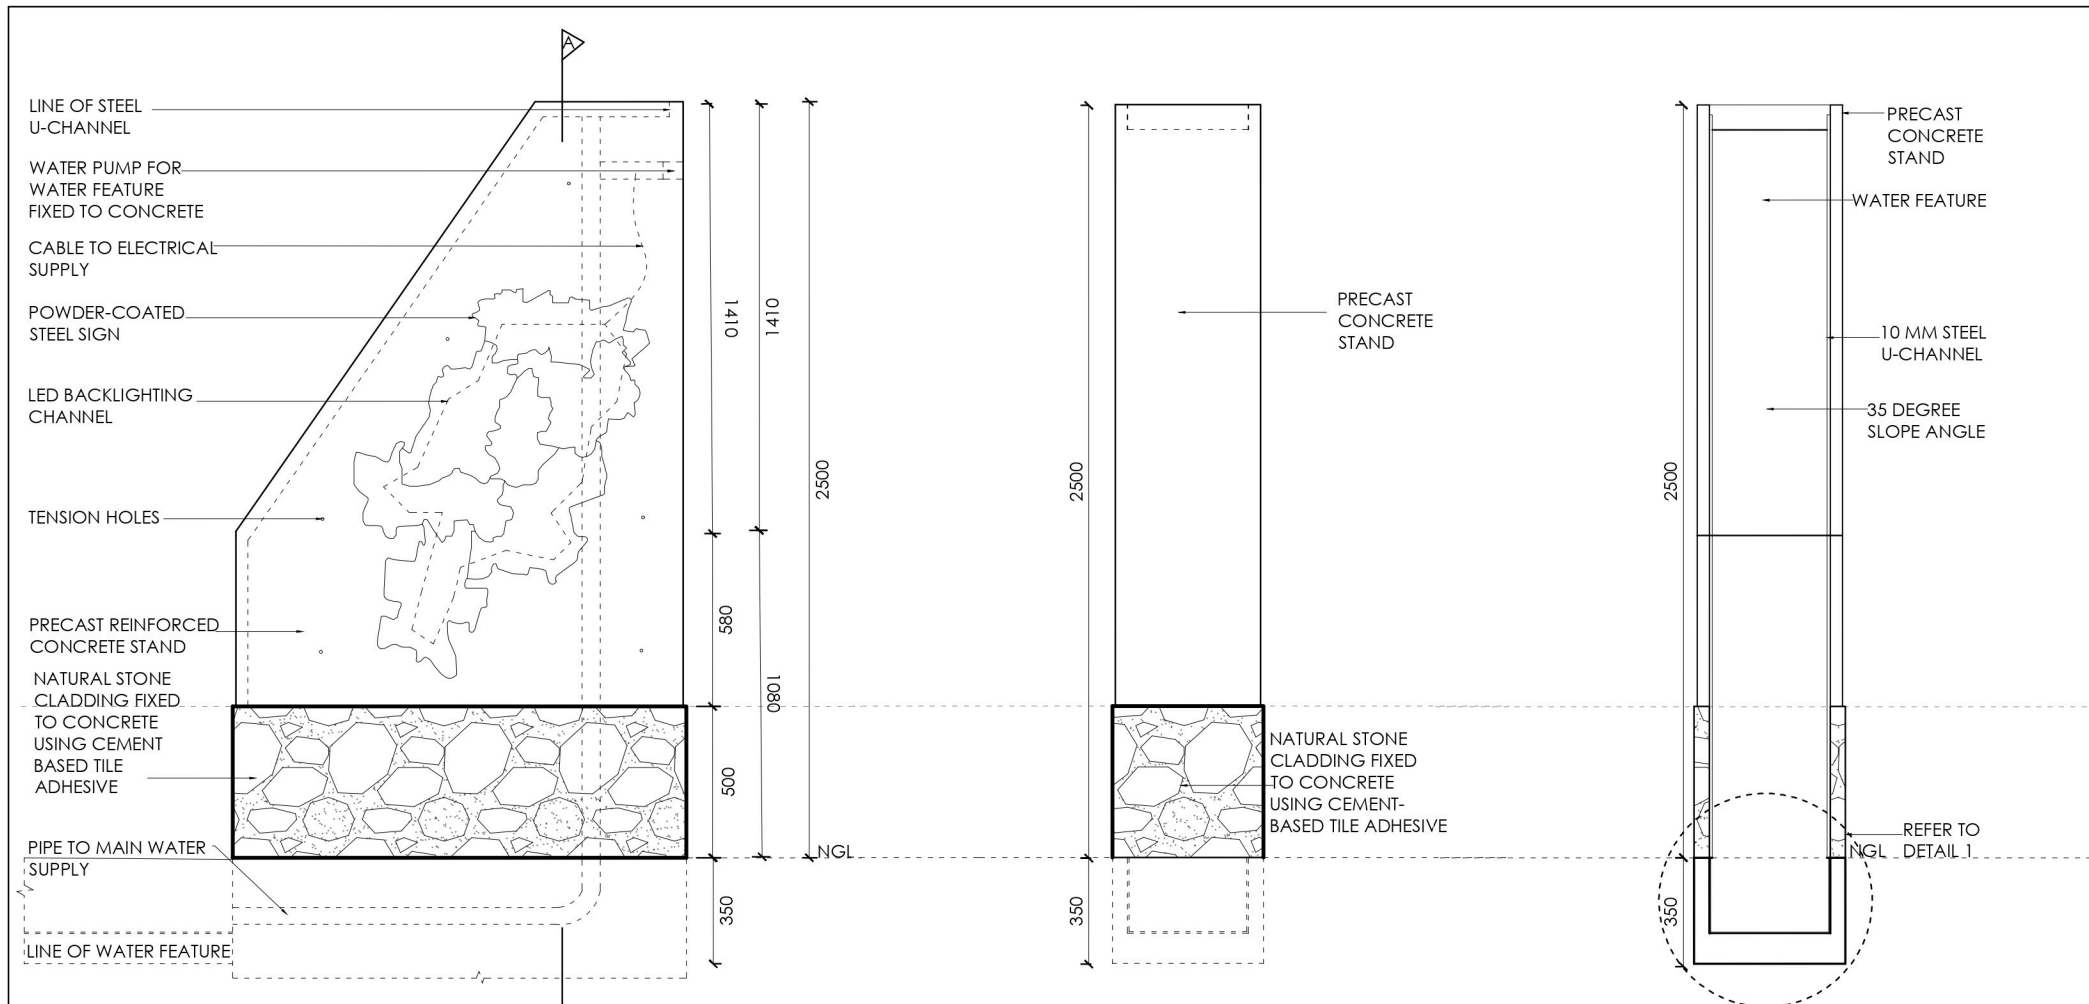 A
LINE OF STEEL
U-CHANNEL
WATER PUMP FOR
WATER FEATURE
FIXED TO CONCRETE
CABLE TO ELECTRICAL
SUPPLY
POWDER-COATED
STEEL SIGN
LED BACKLIGHTING
CHANNEL
TENSION HOLES
PRECAST REINFORCED
CONCRETE STAND
NATURAL STONE
CLADDING FIXED
TO CONCRETE
USING CEMENT
BASED TILE
ADHESIVE
PIPE TO MAIN WATER
SUPPLY
LINE OF WATER FEATURE
1410
580
500
350
1410
1080
2500
NGL
2500
350
PRECAST
CONCRETE
STAND
NATURAL STONE
CLADDING FIXED
TO CONCRETE
USING CEMENT-
BASED TILE ADHESIVE
2500
350
PRECAST
CONCRETE
STAND
WATER FEATURE
10 MM STEEL
U-CHANNEL
35 DEGREE
SLOPE ANGLE
REFER TO
DETAIL 1
NGL